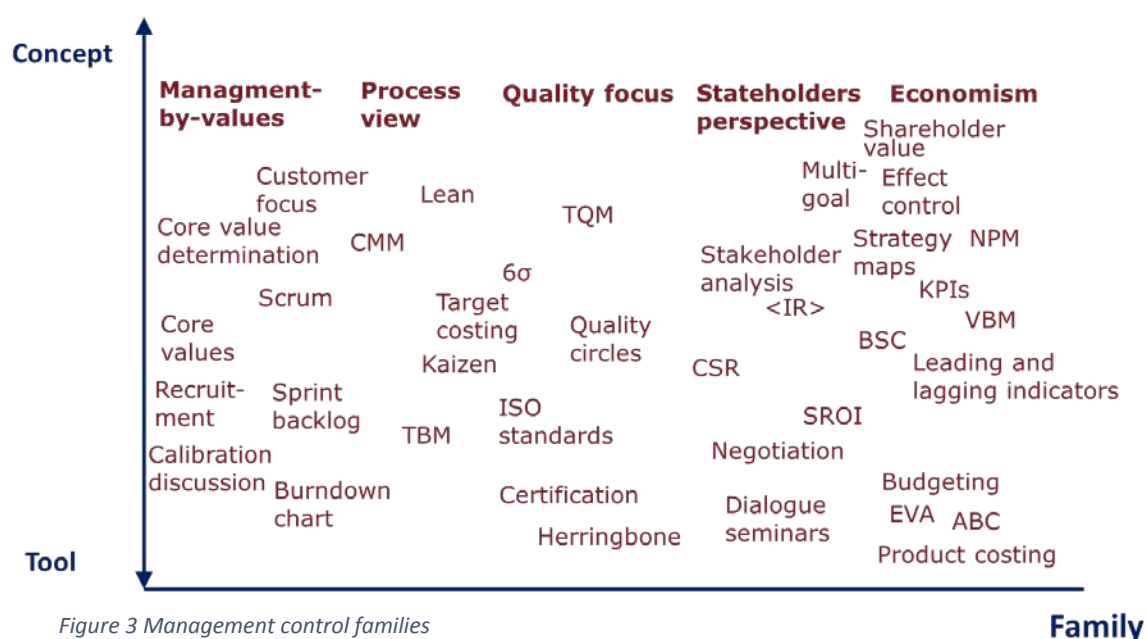 Concept
Managment-
by-values
Process
view
Quality focus
Stateholders
perspective
Economism
Shareholder
value
Customer
focus
Lean
TQM
Multi-
goal
Effect
control
Core value
determination
CMM
Stakeholder
analysis
Strategy
maps
NPM
6σ
Scrum
Target
costing
<IR>
KPIs
VBM
Core
values
Quality
circles
BSC
Kaizen
CSR
Leading and
lagging indicators
Recruit-
ment
Sprint
backlog
TBM
ISO
standards
SROI
Negotiation
Calibration
discussion
Burndown
chart
Certification
Herringbone
Dialogue
seminars
Budgeting
EVA
ABC
Product costing
Tool
Figure 3 Management control families
Family